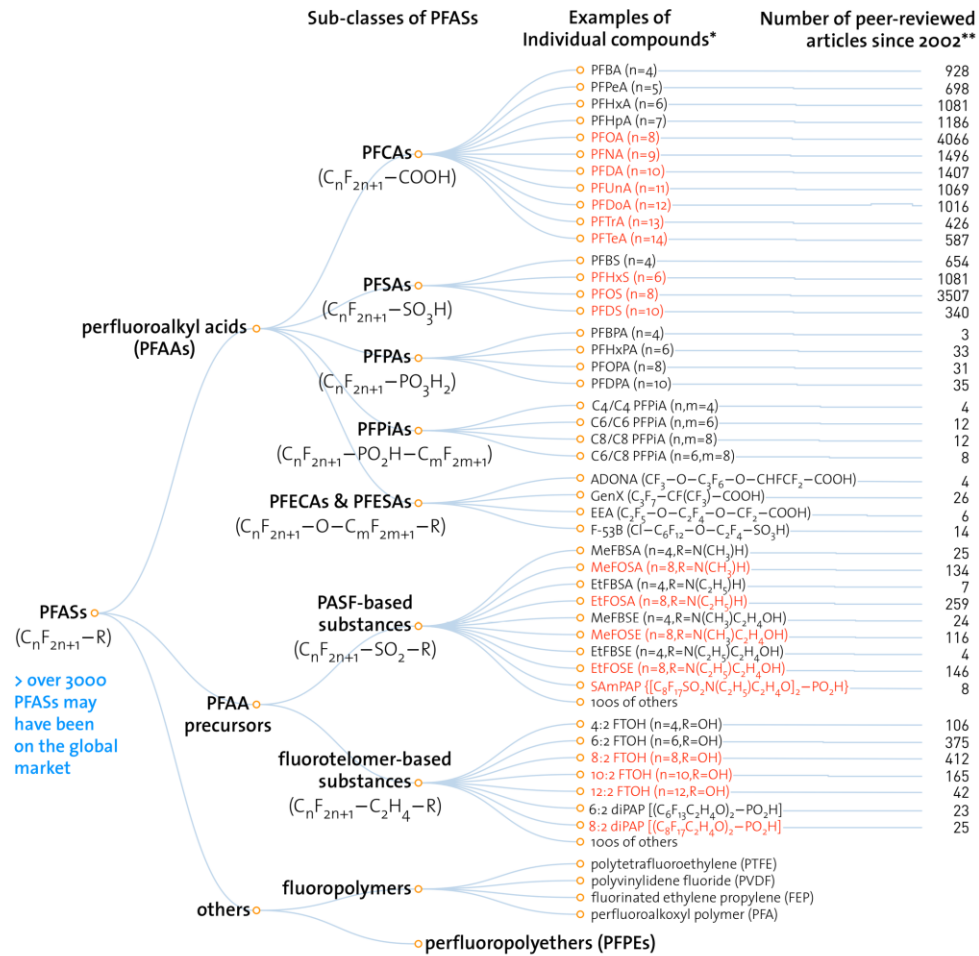 Sub-classes of PFASs
Examples of
Individual compounds*
Number of peer-reviewed
articles since 2002**
PFBA (n=4) 928
PFPeA (n=5) 698
PFHxA (n=6) 1081
PFHpA (n=7) 1186
PFOA (n=8) 4066
PFNA (n=9) 1496
PFDA (n=10) 1407
PFUnA (n=11) 1069
PFDoA (n=12) 1016
PFTrA (n=13) 426
PFTeA (n=14) 587
PFCAs
(CnF2n+1–COOH)
PFBS (n=4) 654
PFHxS (n=6) 1081
PFOS (n=8) 3507
PFDS (n=10) 340
PFSAs
(CnF2n+1–SO3H)
perfluoroalkyl acids
(PFAAs)
PFBPA (n=4) 3
PFHxPA (n=6) 33
PFOPA (n=8) 31
PFDPA (n=10) 35
PFPAs
(CnF2n+1–PO3H2)
C4/C4 PFPiA (n,m=4) 4
C6/C6 PFPiA (n,m=6) 12
C8/C8 PFPiA (n,m=8) 12
C6/C8 PFPiA (n=6,m=8) 8
PFPiAs
(CnF2n+1–PO2H–CmF2m+1)
ADONA (CF3–O–C3F6–O–CHFCF2–COOH) 4
GenX (C3F7–CF(CF3)–COOH) 26
EEA (C2F5–O–C2F4–O–CF2–COOH) 6
F-53B (Cl–C6F12–O–C2F4–SO3H) 14
PFECAs & PFESAs
(CnF2n+1–O–CmF2m+1–R)
MeFBSA (n=4,R=N(CH3)H) 25
MeFOSA (n=8,R=N(CH3)H) 134
EtFBSA (n=4,R=N(C2H5)H) 7
EtFOSA (n=8,R=N(C2H5)H) 259
MeFBSE (n=4,R=N(CH3)C2H4OH) 24
MeFOSE (n=8,R=N(CH3)C2H4OH) 116
EtFBSE (n=4,R=N(C2H5)C2H4OH) 4
EtFOSE (n=8,R=N(C2H5)C2H4OH) 146
SAmPAP {[C8F17SO2N(C2H5)C2H4O]2–PO2H} 8
100s of others
PASF-based
substances
(CnF2n+1–SO2–R)
PFASs
(CnF2n+1–R)
> over 3000
PFASs may
have been
on the global
market
PFAA
precursors
4:2 FTOH (n=4,R=OH) 106
6:2 FTOH (n=6,R=OH) 375
8:2 FTOH (n=8,R=OH) 412
10:2 FTOH (n=10,R=OH) 165
12:2 FTOH (n=12,R=OH) 42
6:2 diPAP [(C6F13C2H4O)2–PO2H] 23
8:2 diPAP [(C8F17C2H4O)2–PO2H] 25
100s of others
fluorotelomer-based
substances
(CnF2n+1–C2H4–R)
polytetrafluoroethylene (PTFE)
polyvinylidene fluoride (PVDF)
fluorinated ethylene propylene (FEP)
perfluoroalkoxyl polymer (PFA)
fluoropolymers
others
perfluoropolyethers (PFPEs)